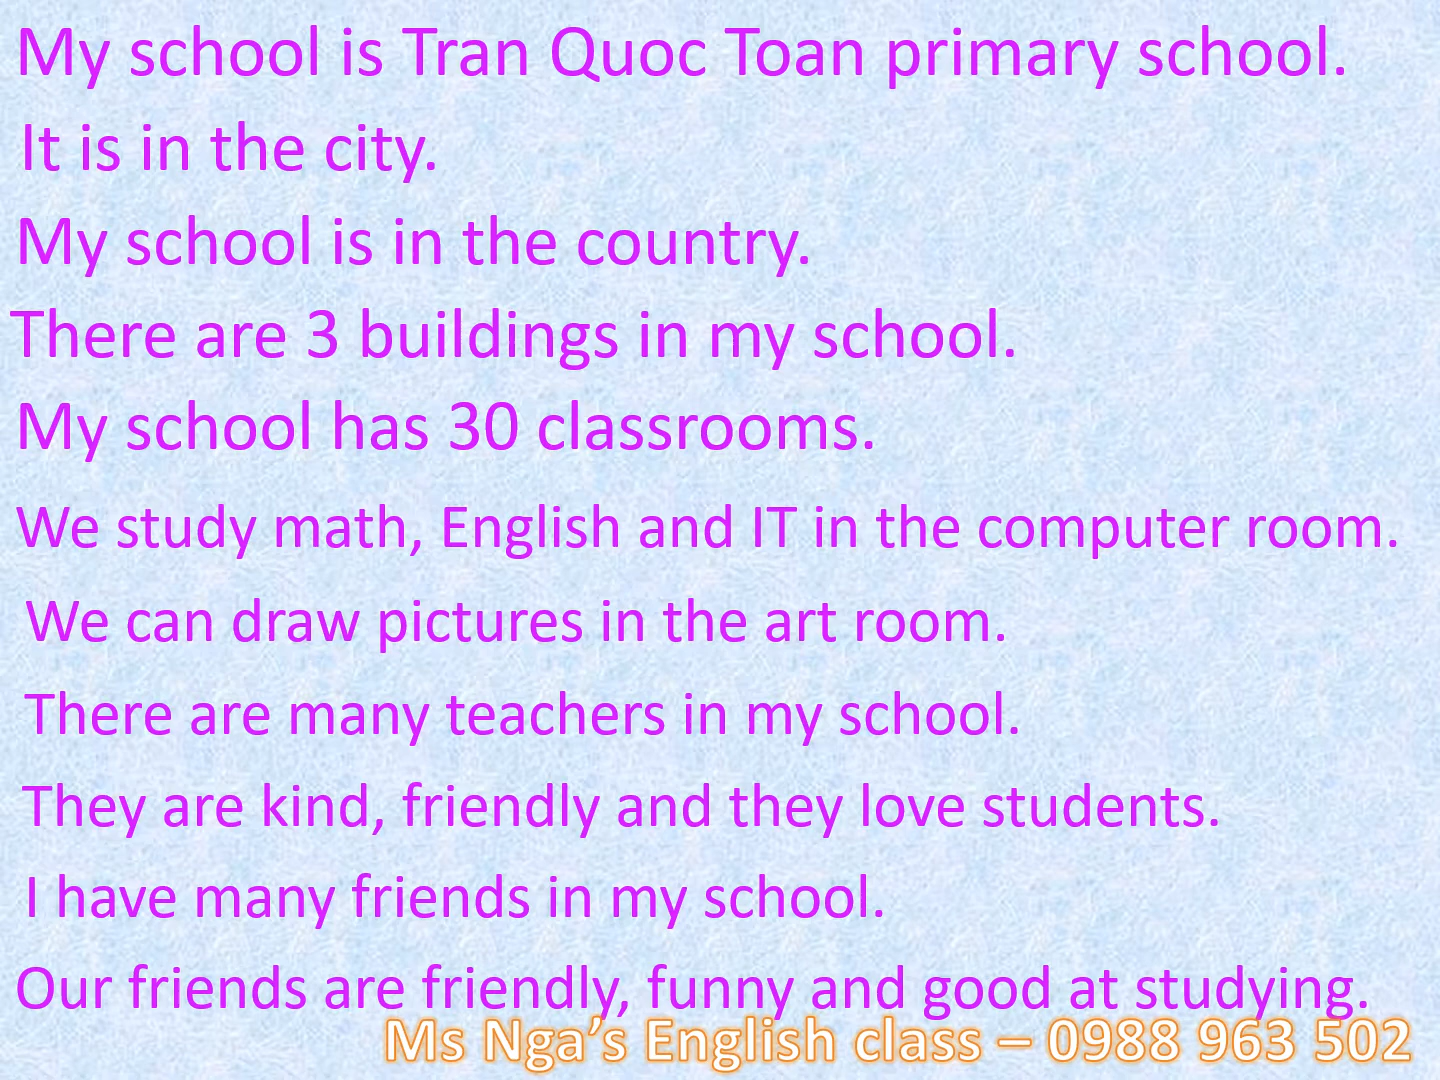 My school is Tran Quoc Toan primary school.
It is in the city.
My school is in the country.
There are 3 buildings in my school.
My school has 30 classrooms.
We study math, English and IT in the computer room.
We can draw pictures in the art room.
There are many teachers in my school.
They are kind, friendly and they love students.
I have many friends in my school.
Our friends are friendly, funny and good at studying.
Ms Nga’s English class – 0988 963 502